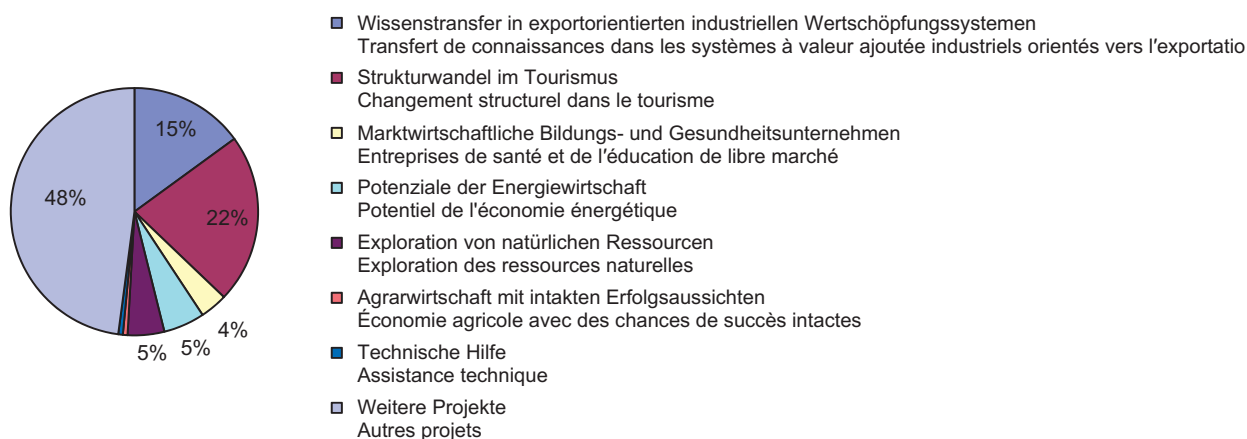 Wissenstransfer in exportorientierten industriellen Wertschöpfungssystemen
Transfert de connaissances dans les systèmes à valeur ajoutée industriels orientés vers l'exportatio
Strukturwandel im Tourismus
Changement structurel dans le tourisme
Marktwirtschaftliche Bildungs- und Gesundheitsunternehmen
Entreprises de santé et de l'éducation de libre marché
Potenziale der Energiewirtschaft
Potentiel de l'économie énergétique
Exploration von natürlichen Ressourcen
Exploration des ressources naturelles
Agrarwirtschaft mit intakten Erfolgsaussichten
Économie agricole avec des chances de succès intactes
Technische Hilfe
Assistance technique
Weitere Projekte
Autres projets
15%
22%
4%
5%
5%
48%